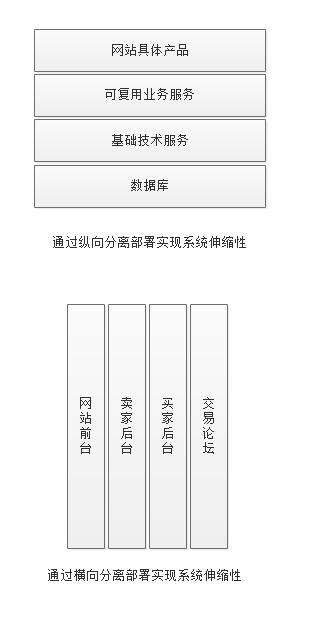 网站具体产品
可复用业务服务
基础技术服务
数据库
通过纵向分离部署实现系统伸缩性
网站前台
卖家后台
买家后台
交易论坛
通过横向分离部署实现系统伸缩性